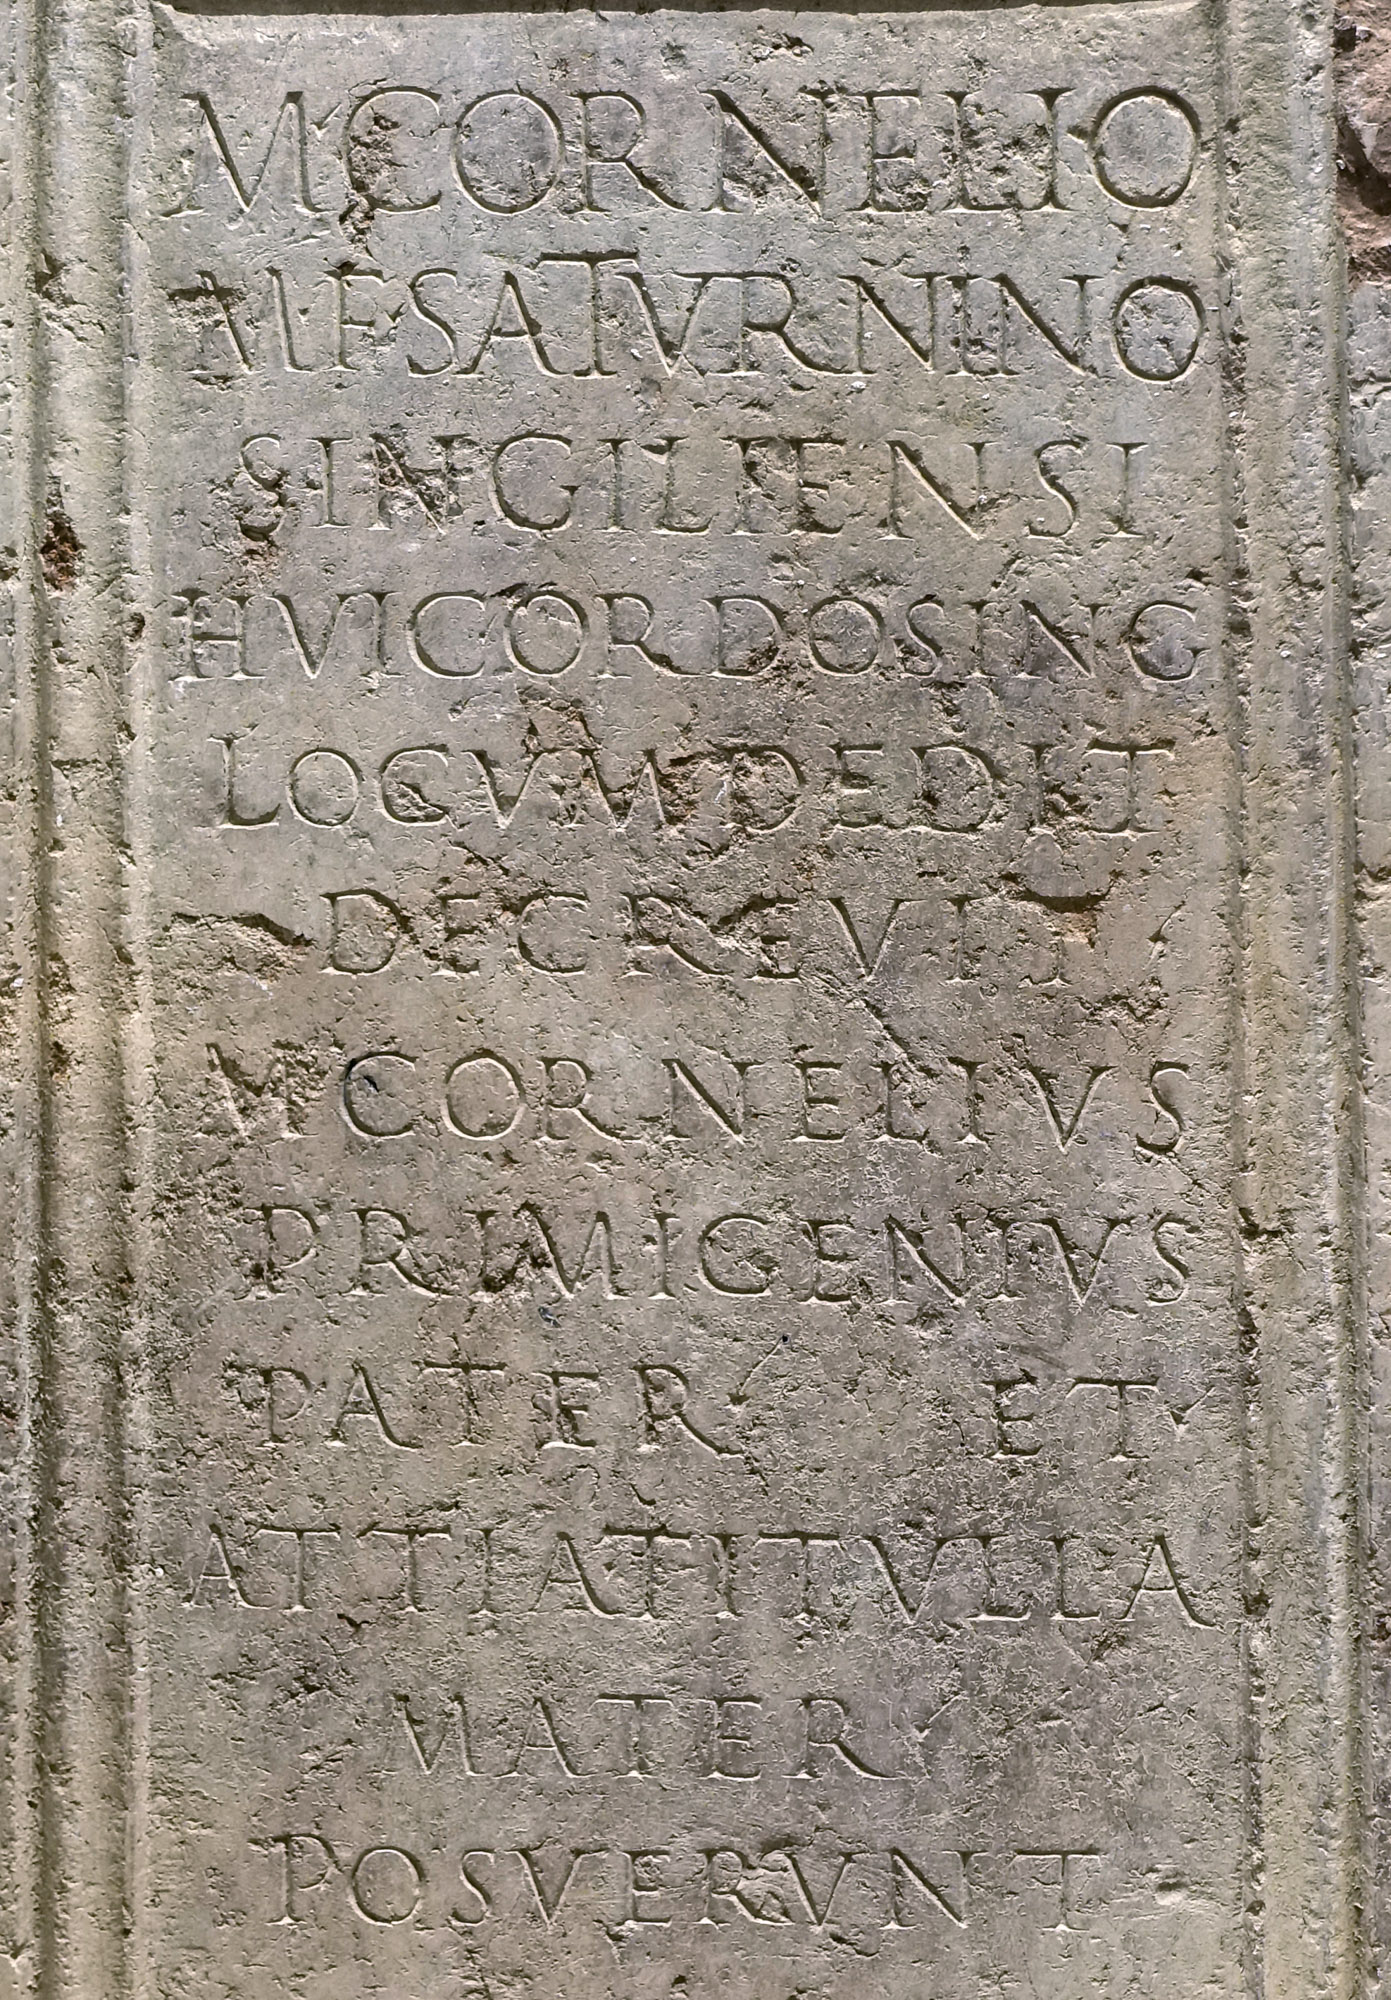 M CORNELIO
M F SATVRNINO
SINGILIENSI
HVIC ORDO SING
LOCVM DEDIT
DECREVIT
M CORNELIVS
PRIMIGENIVS
PATER ET
ATTIA TITVLLA
MATER
POSVERVNT